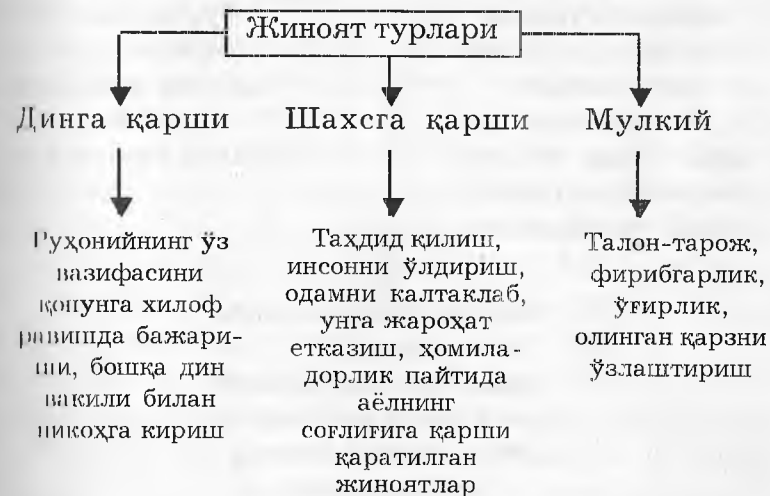 Жиноят турлари
Динга қарши
Шахсга қарши
Мулкий
Руҳонийнинг ўз
вазифасини
қонунга хилоф
равишда бажари-
ши, бошқа дин
вакили билан
никоҳга кириш
Таҳдид қилиш,
инсонни ўлдириш,
одамни калтаклаб,
унга жароҳат
етказиш, ҳомила-
дорлик пайтида
аёлнинг
соғлиғига қарши
қаратилган
жиноятлар
Талон-тарож,
фирибгарлик,
ўғирлик,
олинган қарзни
ўзлаштириш